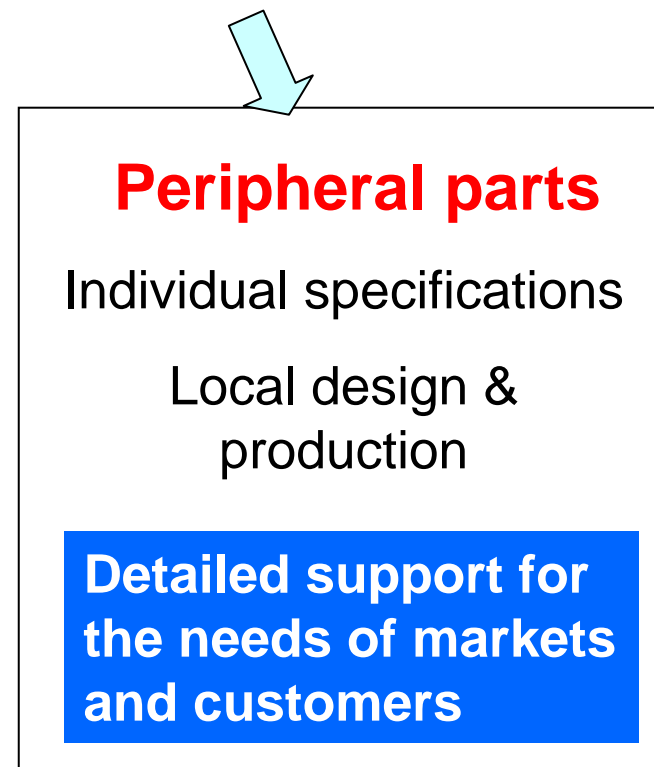 Peripheral parts
Individual specifications
Local design &
production
Detailed support for
the needs of markets
and customers